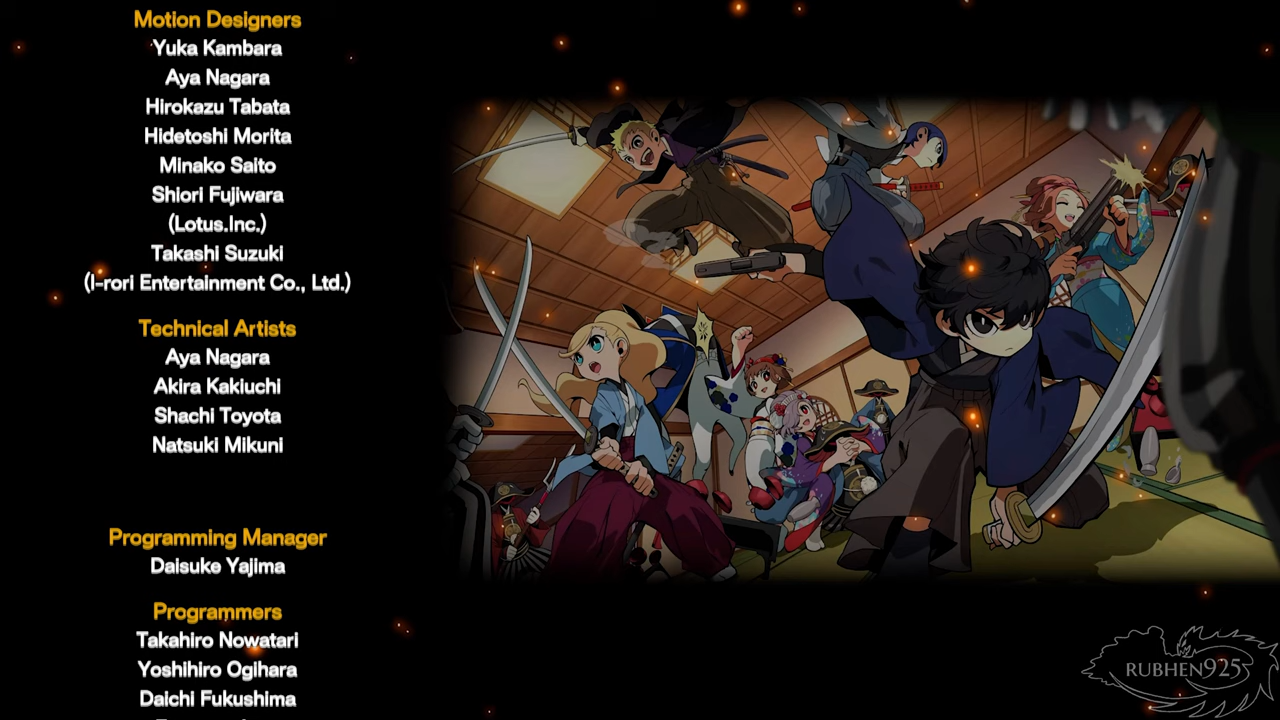 Motion Designers
Yuka Kambara
Aya Nagara
Hirokazu Tabata
Hidetoshi Morita
Minako Saito
Shiori Fujiwara
(Lotus.Inc.)
Takashi Suzuki
(I-rori Entertainment Co., Ltd.)
Technical Artists
Aya Nagara
Akira Kakiuchi
Shachi Toyota
Natsuki Mikuni
Programming Manager
Daisuke Yajima
Programmers
Takahiro Nowatari
Yoshihiro Ogihara
Daichi Fukushima
RUBHEN925